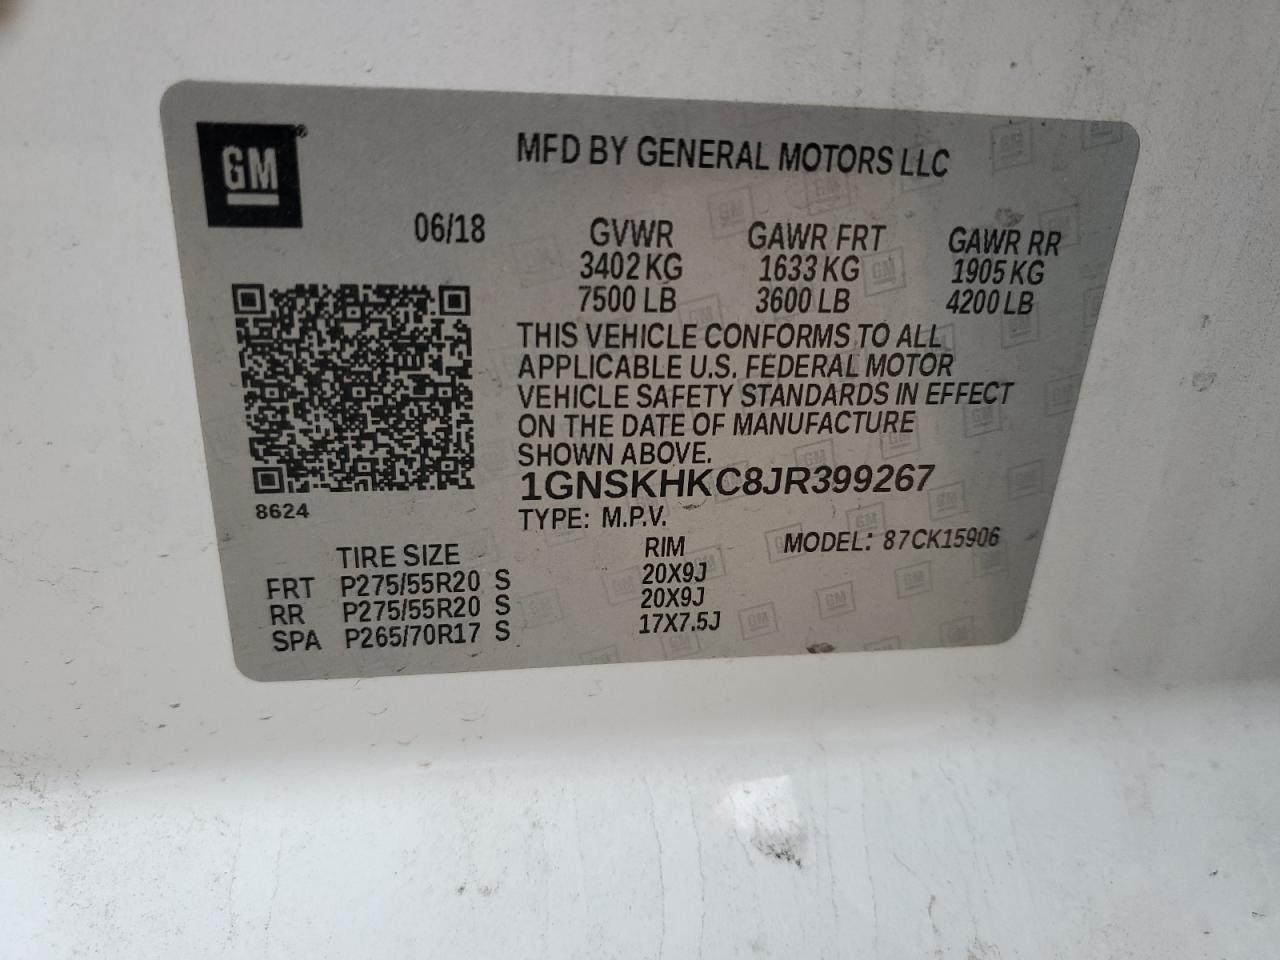 GM
MFD BY GENERAL MOTORS LLC
06/18 GVWR GAWR FRT GAWR RR
3402 KG 1633 KG 1905 KG
7500 LB 3600 LB 4200 LB
THIS VEHICLE CONFORMS TO ALL
APPLICABLE U.S. FEDERAL MOTOR
VEHICLE SAFETY STANDARDS IN EFFECT
ON THE DATE OF MANUFACTURE
SHOWN ABOVE.
1GNSKHKC8JR399267
8624
TYPE: M.P.V.
MODEL: 87CK15906
TIRE SIZE RIM
FRT P275/55R20 S 20X9J
RR P275/55R20 S 20X9J
SPA P265/70R17 S 17X7.5J